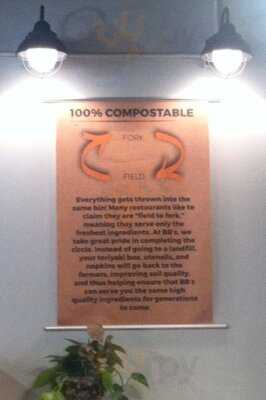 100% COMPOSTABLE
FORK
FIELD
Everything gets thrown into the
same bin! Many restaurants like to
claim they are "field to fork,"
meaning they serve only the
freshest ingredients. At BB's, we
take great pride in completing the
circle. Instead of going to a landfill,
your teriyaki box, utensils, and
napkins will go back to the
farmers, improving soil quality,
and thus helping ensure that BB's
can serve you the same high
quality ingredients for generations
to come.